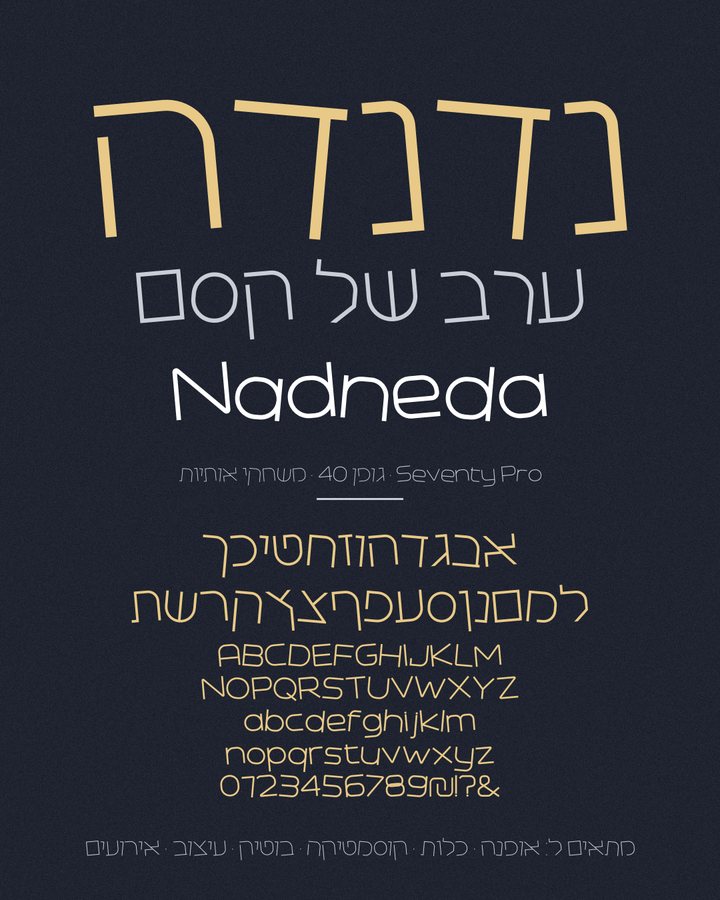 נדנדה
ערב של קסם
Nadneda
Seventy Pro · גופן 40 · משחקי אותיות
אבגדהוזחטיכך
למםנןסעפףצץקרשת
ABCDEFGHIJKLM
NOPQRSTUVWXYZ
abcdefghijklm
nopqrstuvwxyz
0123456789₪!?&
מתאים ל: אופנה · כלות · קוסמטיקה · בוטיק · עיצוב · אירועים